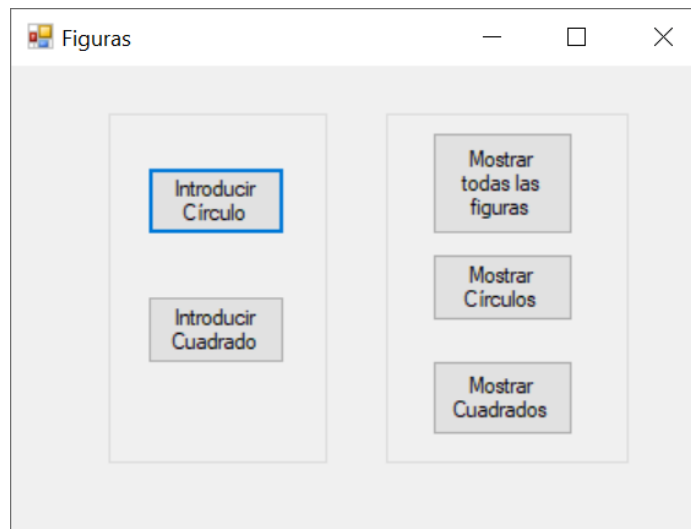 Figuras
Introducir
Círculo
Introducir
Cuadrado
Mostrar
todas las
figuras
Mostrar
Círculos
Mostrar
Cuadrados